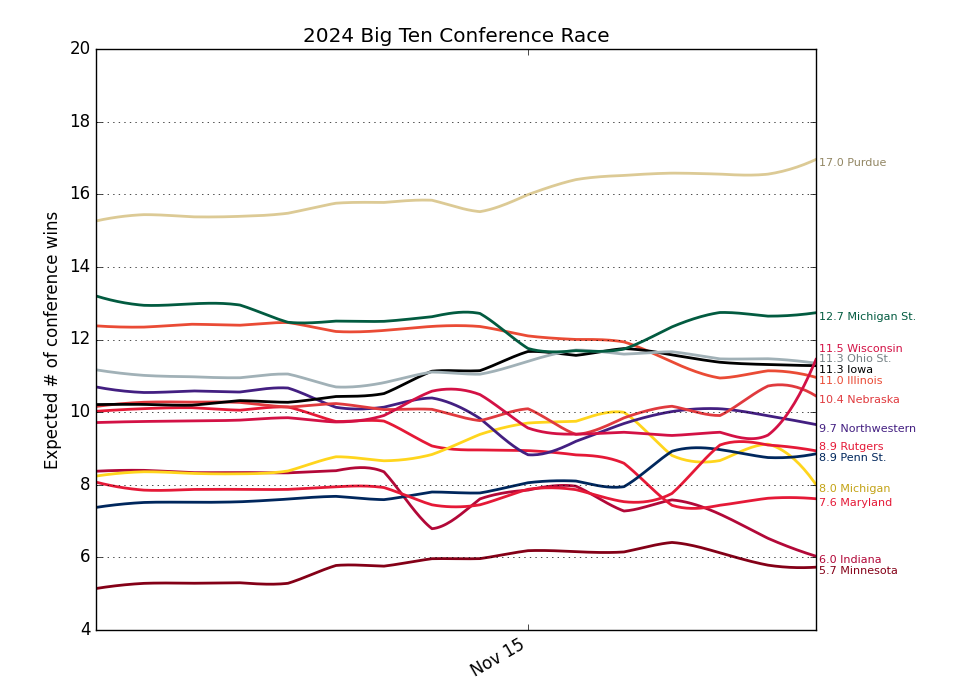 2024 Big Ten Conference Race
Expected # of conference wins
20
18
16
14
12
10
8
6
4
Nov 15
17.0 Purdue
12.7 Michigan St.
11.5 Wisconsin
11.3 Ohio St.
11.3 Iowa
11.0 Illinois
10.4 Nebraska
9.7 Northwestern
8.9 Rutgers
8.9 Penn St.
8.0 Michigan
7.6 Maryland
6.0 Indiana
5.7 Minnesota